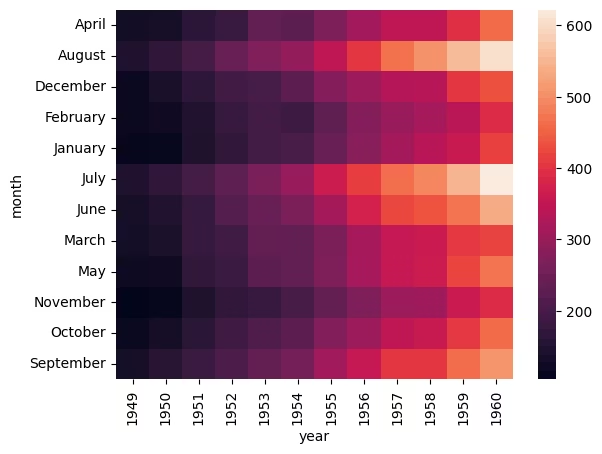 April
August
December
February
January
July
June
March
May
November
October
September
month
1949 1950 1951 1952 1953 1954 1955 1956 1957 1958 1959 1960
year
600
500
400
300
200